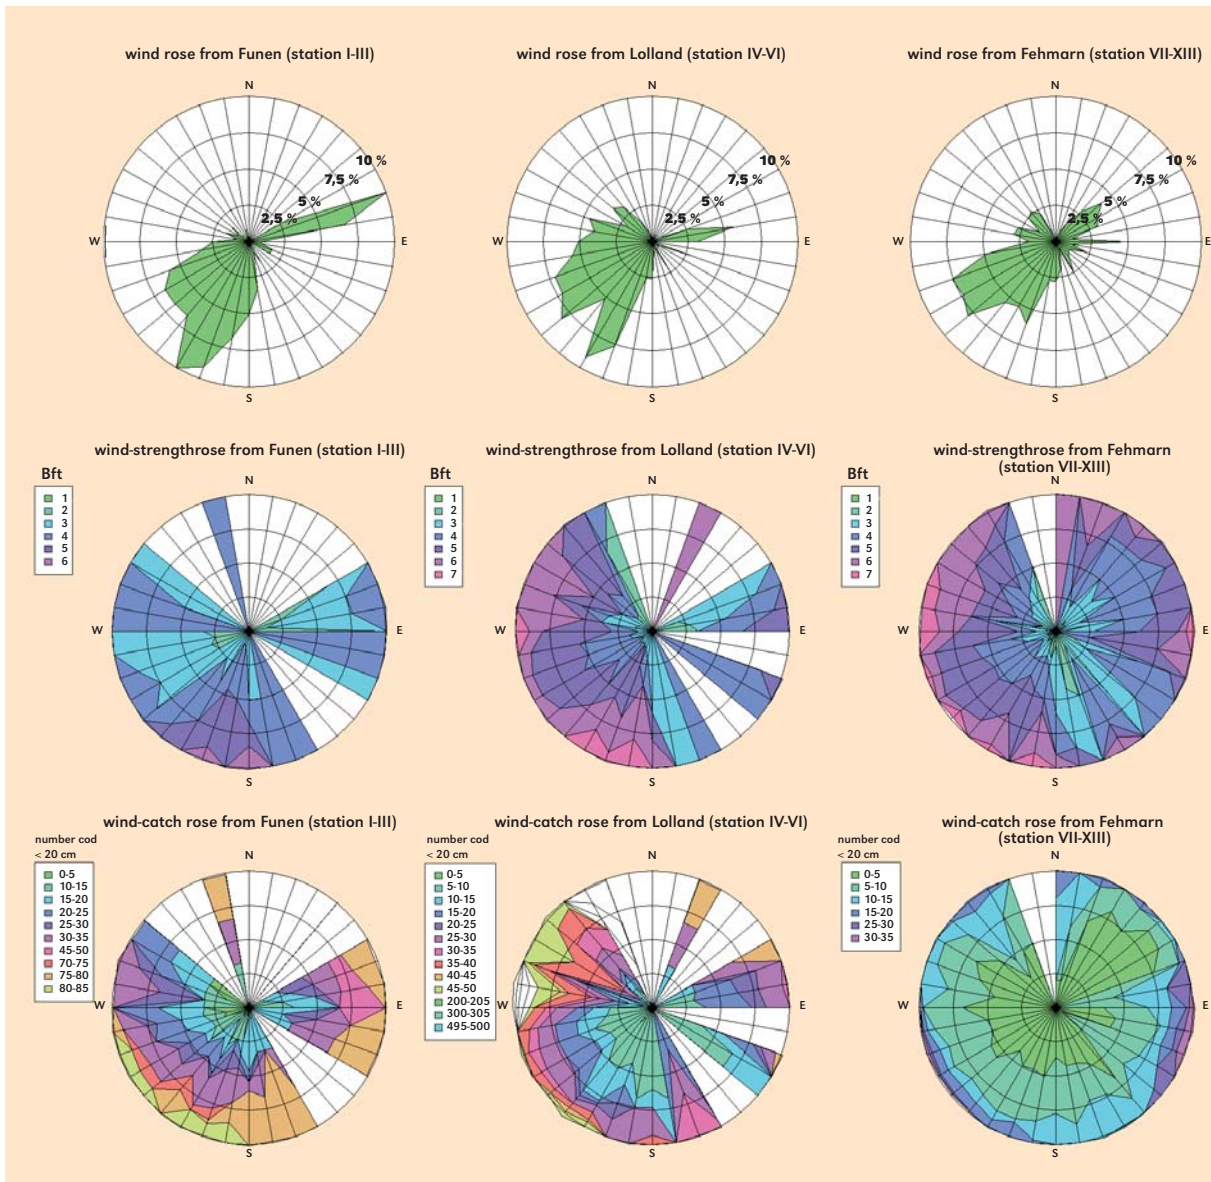 wind rose from Funen (station I-III)
wind rose from Lolland (station IV-VI)
wind rose from Fehmarn (station VII-XIII)
N
N
N
10 %
7,5 %
5 %
2,5 %
10 %
7,5 %
5 %
2,5 %
10 %
7,5 %
5 %
2,5 %
W
E
W
E
W
E
S
S
S
wind-strengthrose from Funen (station I-III)
wind-strengthrose from Lolland (station IV-VI)
wind-strengthrose from Fehmarn
(station VII-XIII)
Bft
1
2
3
4
5
6
N
W
E
S
Bft
1
2
3
4
5
6
7
N
W
E
S
Bft
1
2
3
4
5
6
7
N
W
E
S
wind-catch rose from Funen (station I-III)
wind-catch rose from Lolland (station IV-VI)
wind-catch rose from Fehmarn
(station VII-XIII)
number cod
< 20 cm
0-5
10-15
15-20
20-25
25-30
30-35
45-50
70-75
75-80
80-85
N
W
E
S
number cod
< 20 cm
0-5
5-10
10-15
15-20
20-25
25-30
30-35
35-40
40-45
45-50
200-205
300-305
495-500
N
W
E
S
number cod
< 20 cm
0-5
5-10
10-15
15-20
25-30
30-35
N
W
E
S